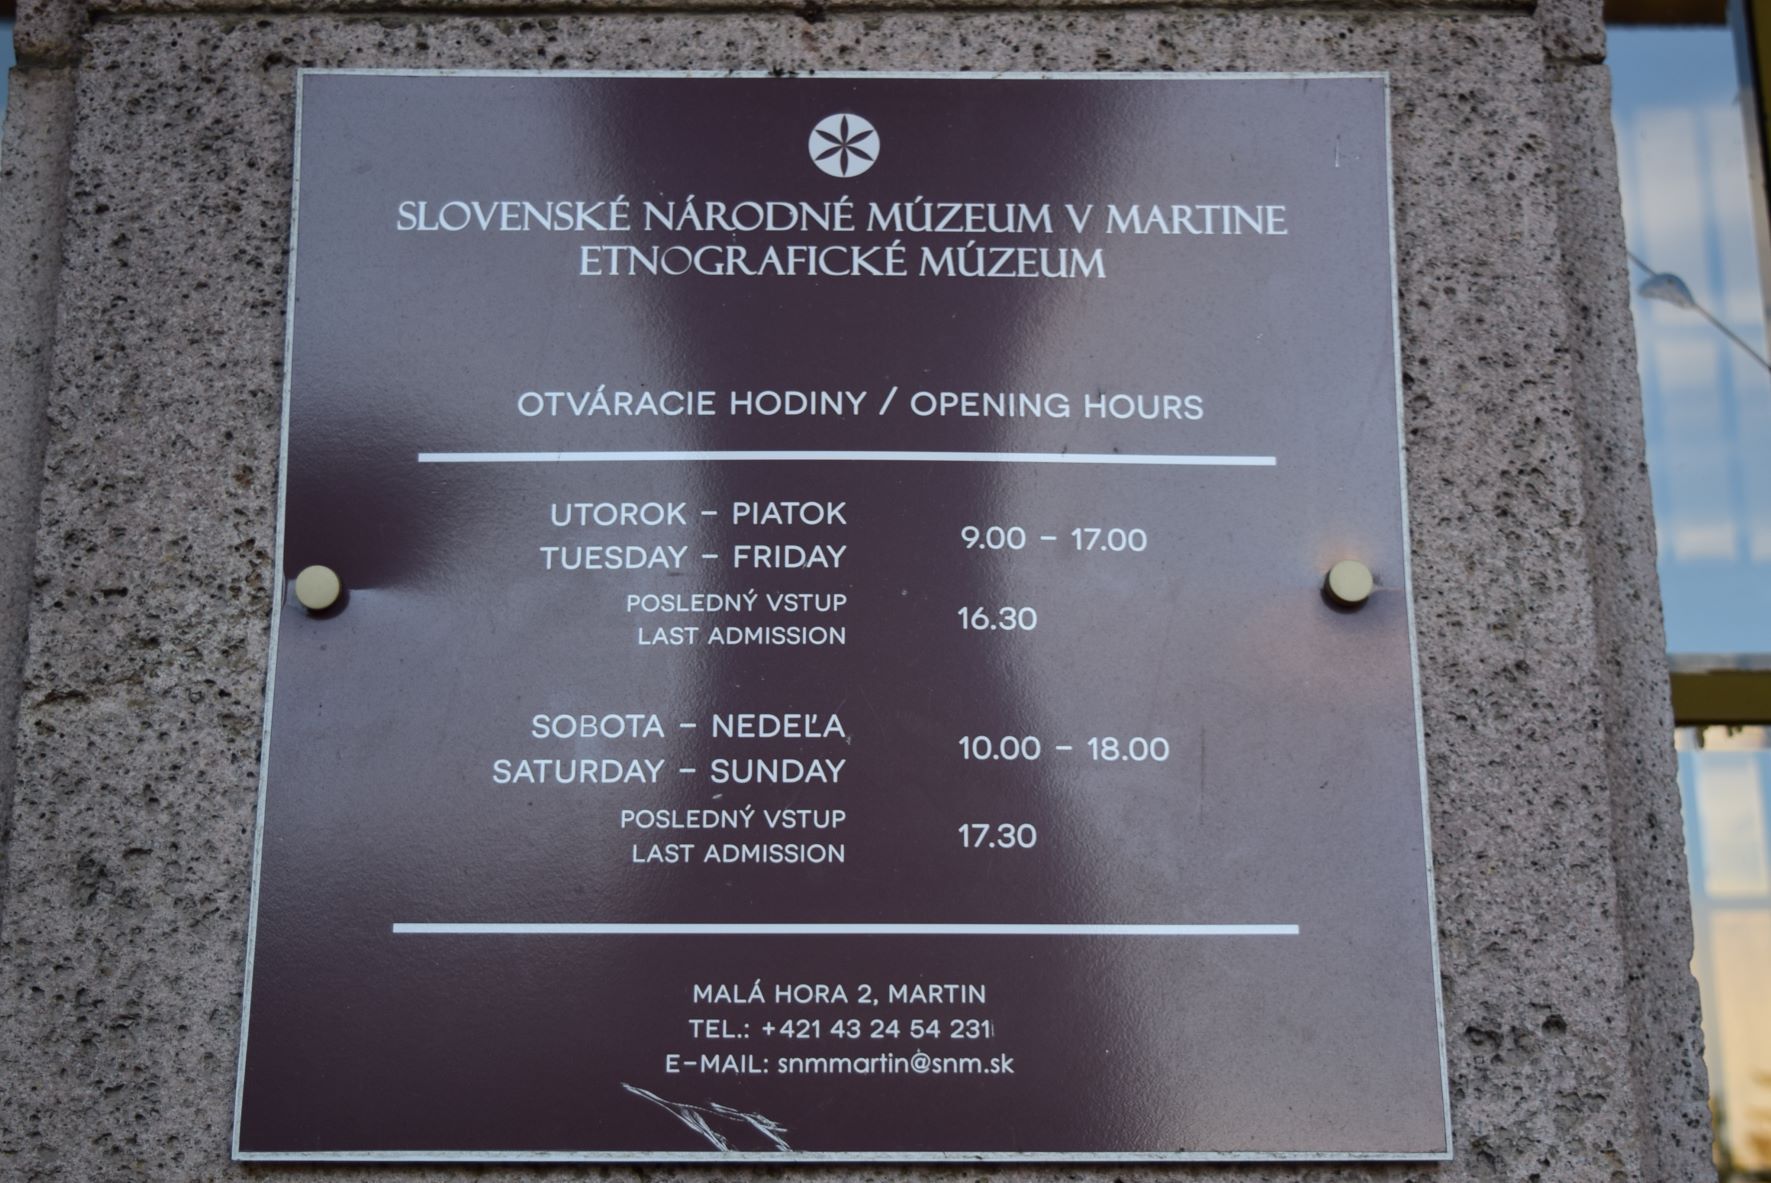 SLOVENSKÉ NÁRODNÉ MÚZEUM V MARTINE
ETNOGRAFICKÉ MÚZEUM
OTVÁRACIE HODINY / OPENING HOURS
UTOROK – PIATOK
TUESDAY – FRIDAY
9.00 – 17.00
POSLEDNÝ VSTUP
LAST ADMISSION
16.30
SOBOTA – NEDEĽA
SATURDAY – SUNDAY
10.00 – 18.00
POSLEDNÝ VSTUP
LAST ADMISSION
17.30
MALÁ HORA 2, MARTIN
TEL.: +421 43 24 54 231
E-MAIL: snmmartin@snm.sk